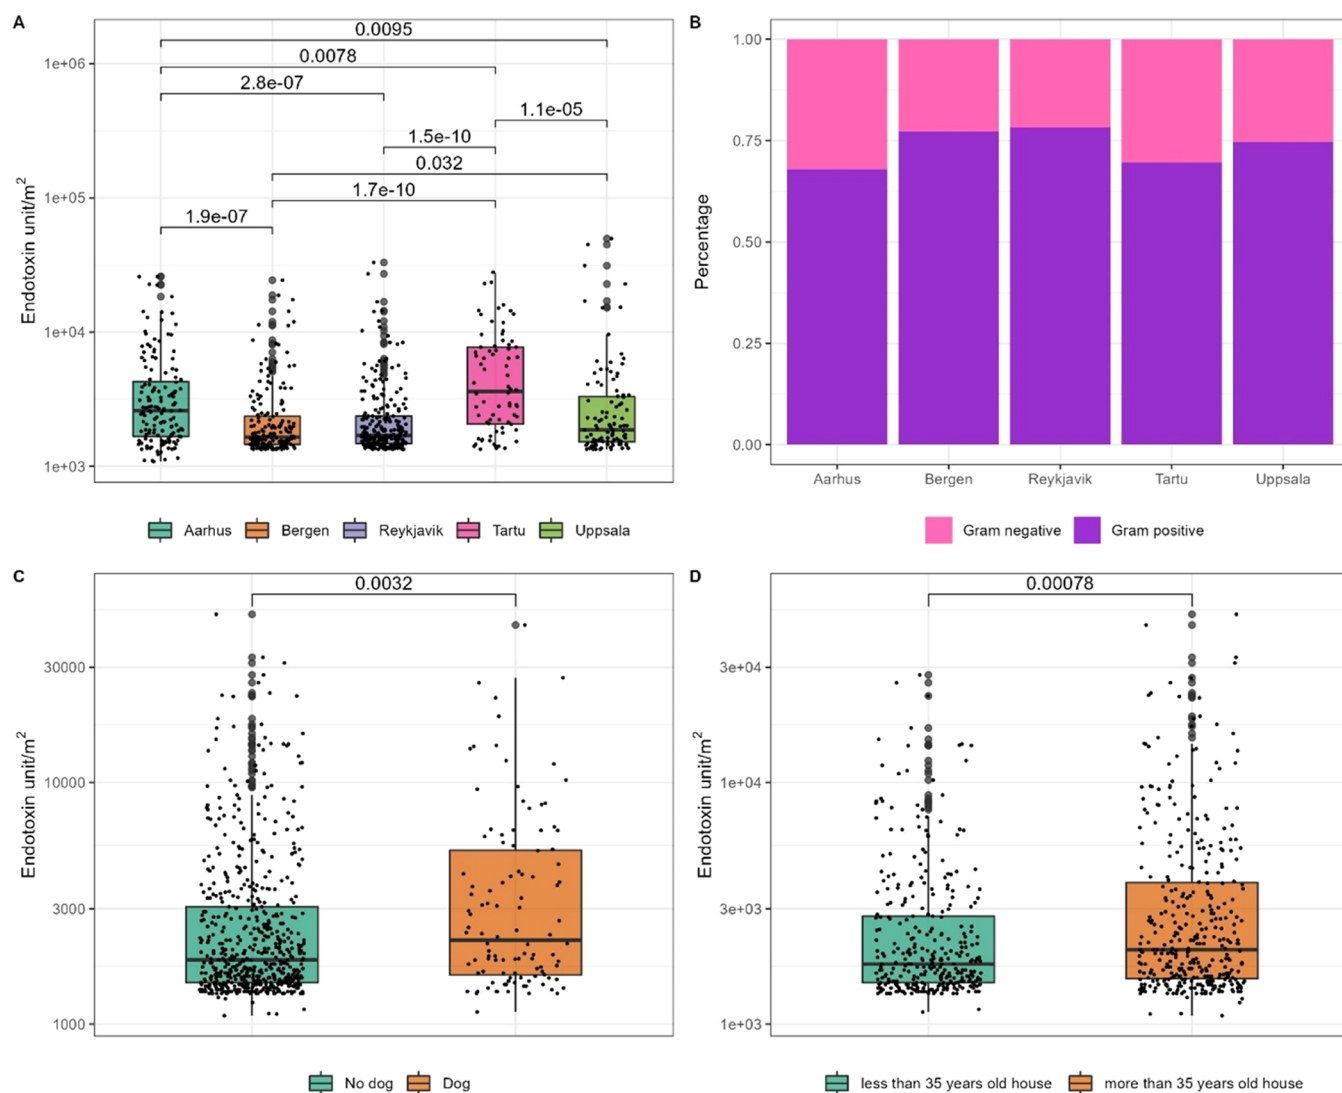 A
0.0095
0.0078
2.8e-07
1.1e-05
1.5e-10
0.032
1.7e-10
1.9e-07
1e+06
1e+05
1e+04
1e+03
Endotoxin unit/m²
Aarhus Bergen Reykjavik Tartu Uppsala
B
1.00
0.75
0.50
0.25
0.00
Percentage
Aarhus Bergen Reykjavik Tartu Uppsala
Gram negative Gram positive
C
0.0032
30000
10000
3000
1000
Endotoxin unit/m²
No dog Dog
D
0.00078
3e+04
1e+04
3e+03
1e+03
Endotoxin unit/m²
less than 35 years old house more than 35 years old house